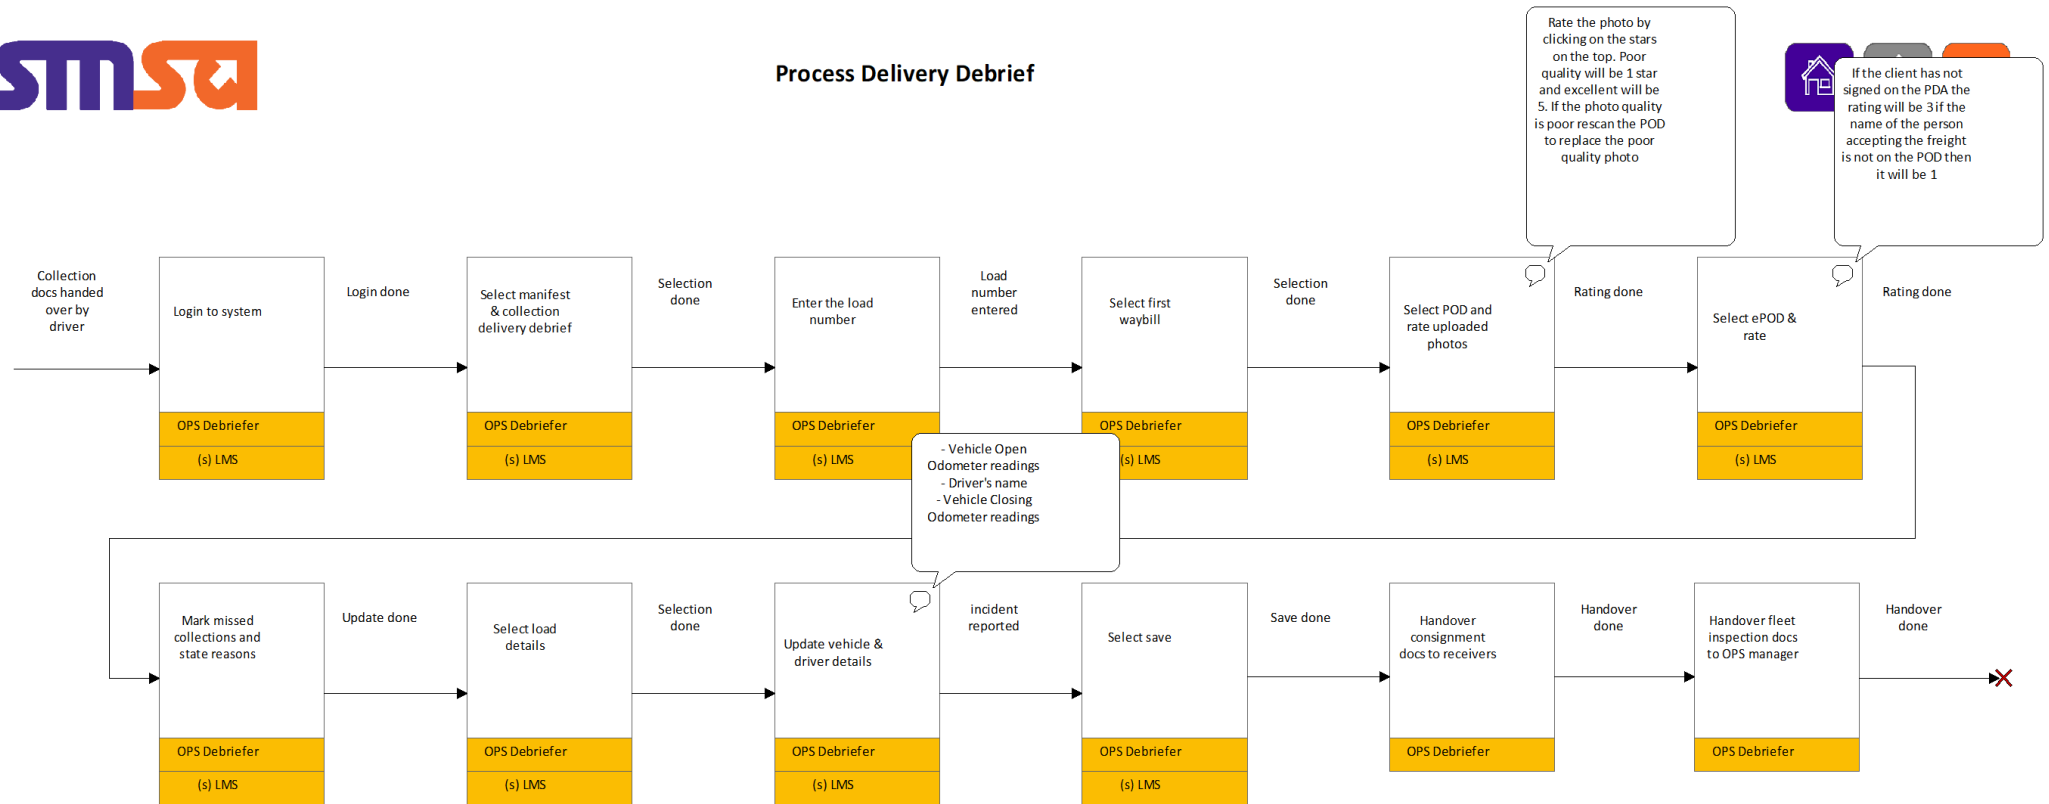 smsa
Process Delivery Debrief
Rate the photo by
clicking on the stars
on the top. Poor
quality will be 1 star
and excellent will be
5. If the photo quality
is poor rescan the POD
to replace the poor
quality photo
If the client has not
signed on the PDA the
rating will be 3 if the
name of the person
accepting the freight
is not on the POD then
it will be 1
Collection
docs handed
over by
driver
Login to system
OPS Debriefer
(s) LMS
Login done
Select manifest
& collection
delivery debrief
OPS Debriefer
(s) LMS
Selection
done
Enter the load
number
OPS Debriefer
(s) LMS
Load
number
entered
Select first
waybill
OPS Debriefer
(s) LMS
Selection
done
Select POD and
rate uploaded
photos
OPS Debriefer
(s) LMS
Rating done
Select ePOD &
rate
OPS Debriefer
(s) LMS
Rating done
- Vehicle Open
Odometer readings
- Driver's name
- Vehicle Closing
Odometer readings
Mark missed
collections and
state reasons
OPS Debriefer
(s) LMS
Update done
Select load
details
OPS Debriefer
(s) LMS
Selection
done
Update vehicle &
driver details
OPS Debriefer
(s) LMS
incident
reported
Select save
OPS Debriefer
(s) LMS
Save done
Handover
consignment
docs to receivers
OPS Debriefer
Handover
done
Handover fleet
inspection docs
to OPS manager
OPS Debriefer
Handover
done